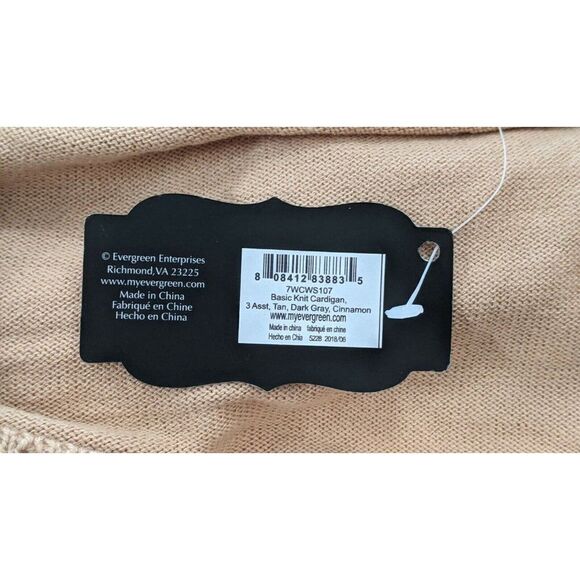 © Evergreen Enterprises
Richmond,VA 23225
www.myevergreen.com
Made in China
Fabriqué en Chine
Hecho en China
8 08412 83883 5
7WCWS107
Basic Knit Cardigan,
3 Asst, Tan, Dark Gray, Cinnamon
www.myevergreen.com
Made in china fabriqué en chine
Hecho en Chia 522B 2018/06